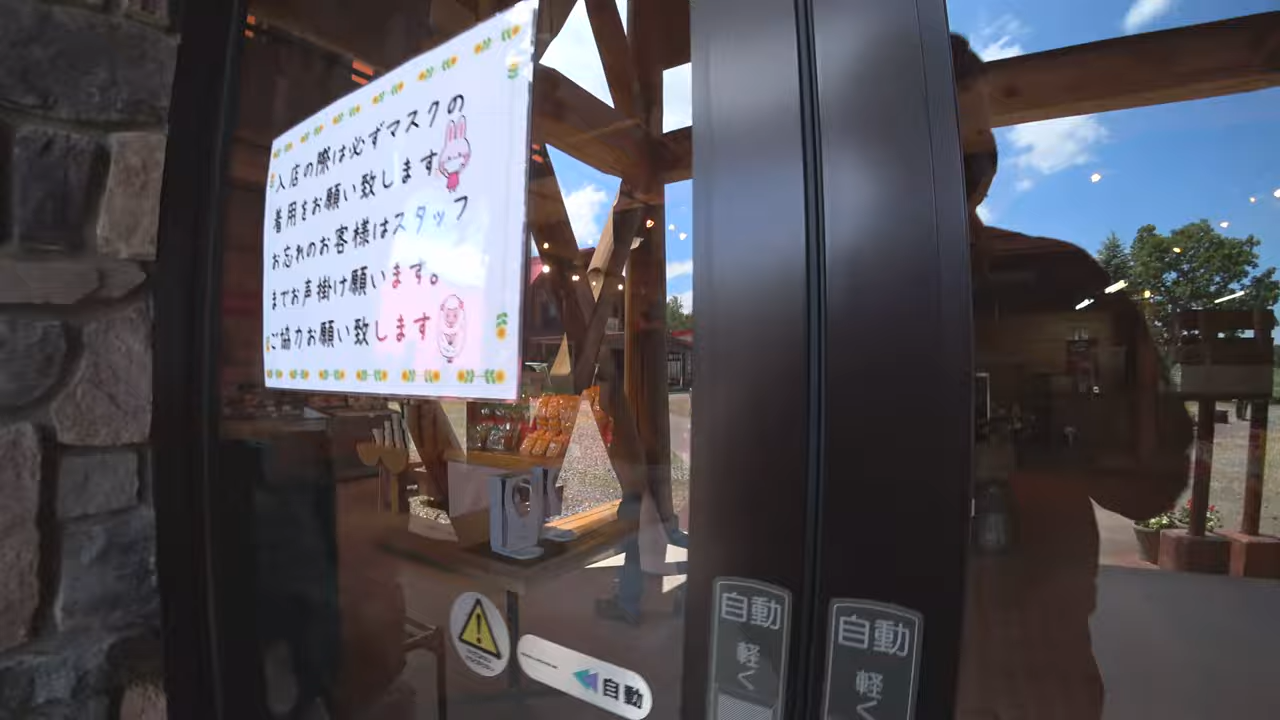 入店の際は必ずマスクの
着用をお願い致します
お忘れのお客様はスタッフ
までお声掛け願います。
ご協力お願い致します
自動
自動
軽く
自動
軽く